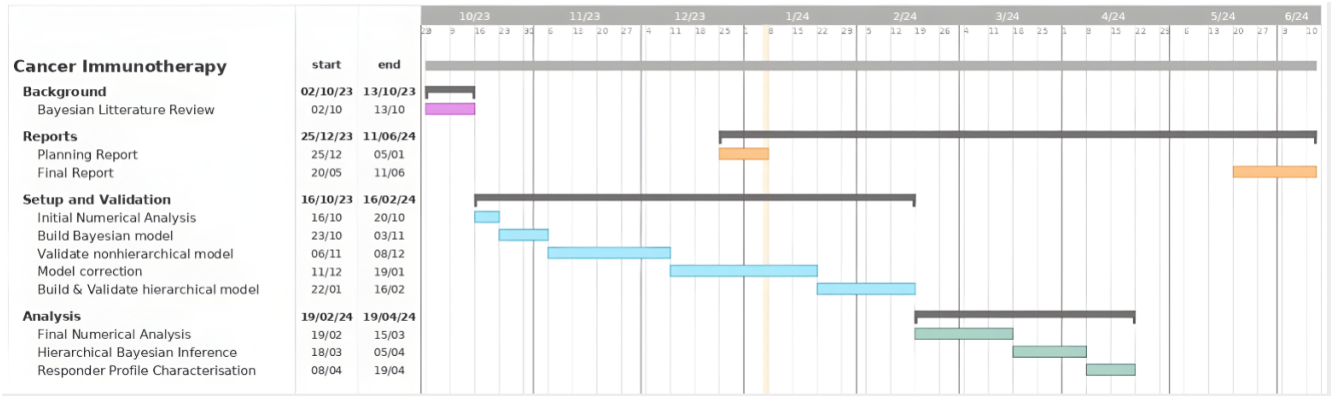 10/23 11/23 12/23 1/24 2/24 3/24 4/24 5/24 6/24
9 16 23 6 13 20 27 4 11 18 25 1 8 15 22 29 5 12 19 26 4 11 25 1 15 22 6 13 20 27 3 10
Cancer Immunotherapy start end
Background 02/10/23 13/10/23
Bayesian Litterature Review 02/10 13/10
Reports 25/12/23 11/06/24
Planning Report 25/12 05/01
Final Report 20/05 11/06
Setup and Validation 16/10/23 16/02/24
Initial Numerical Analysis 16/10 20/10
Build Bayesian model 23/10 03/11
Validate nonhierarchical model 06/11 08/12
Model correction 11/12 19/01
Build & Validate hierarchical model 22/01 16/02
Analysis 19/02/24 19/04/24
Final Numerical Analysis 19/02 15/03
Hierarchical Bayesian Inference 18/03 05/04
Responder Profile Characterisation 08/04 19/04